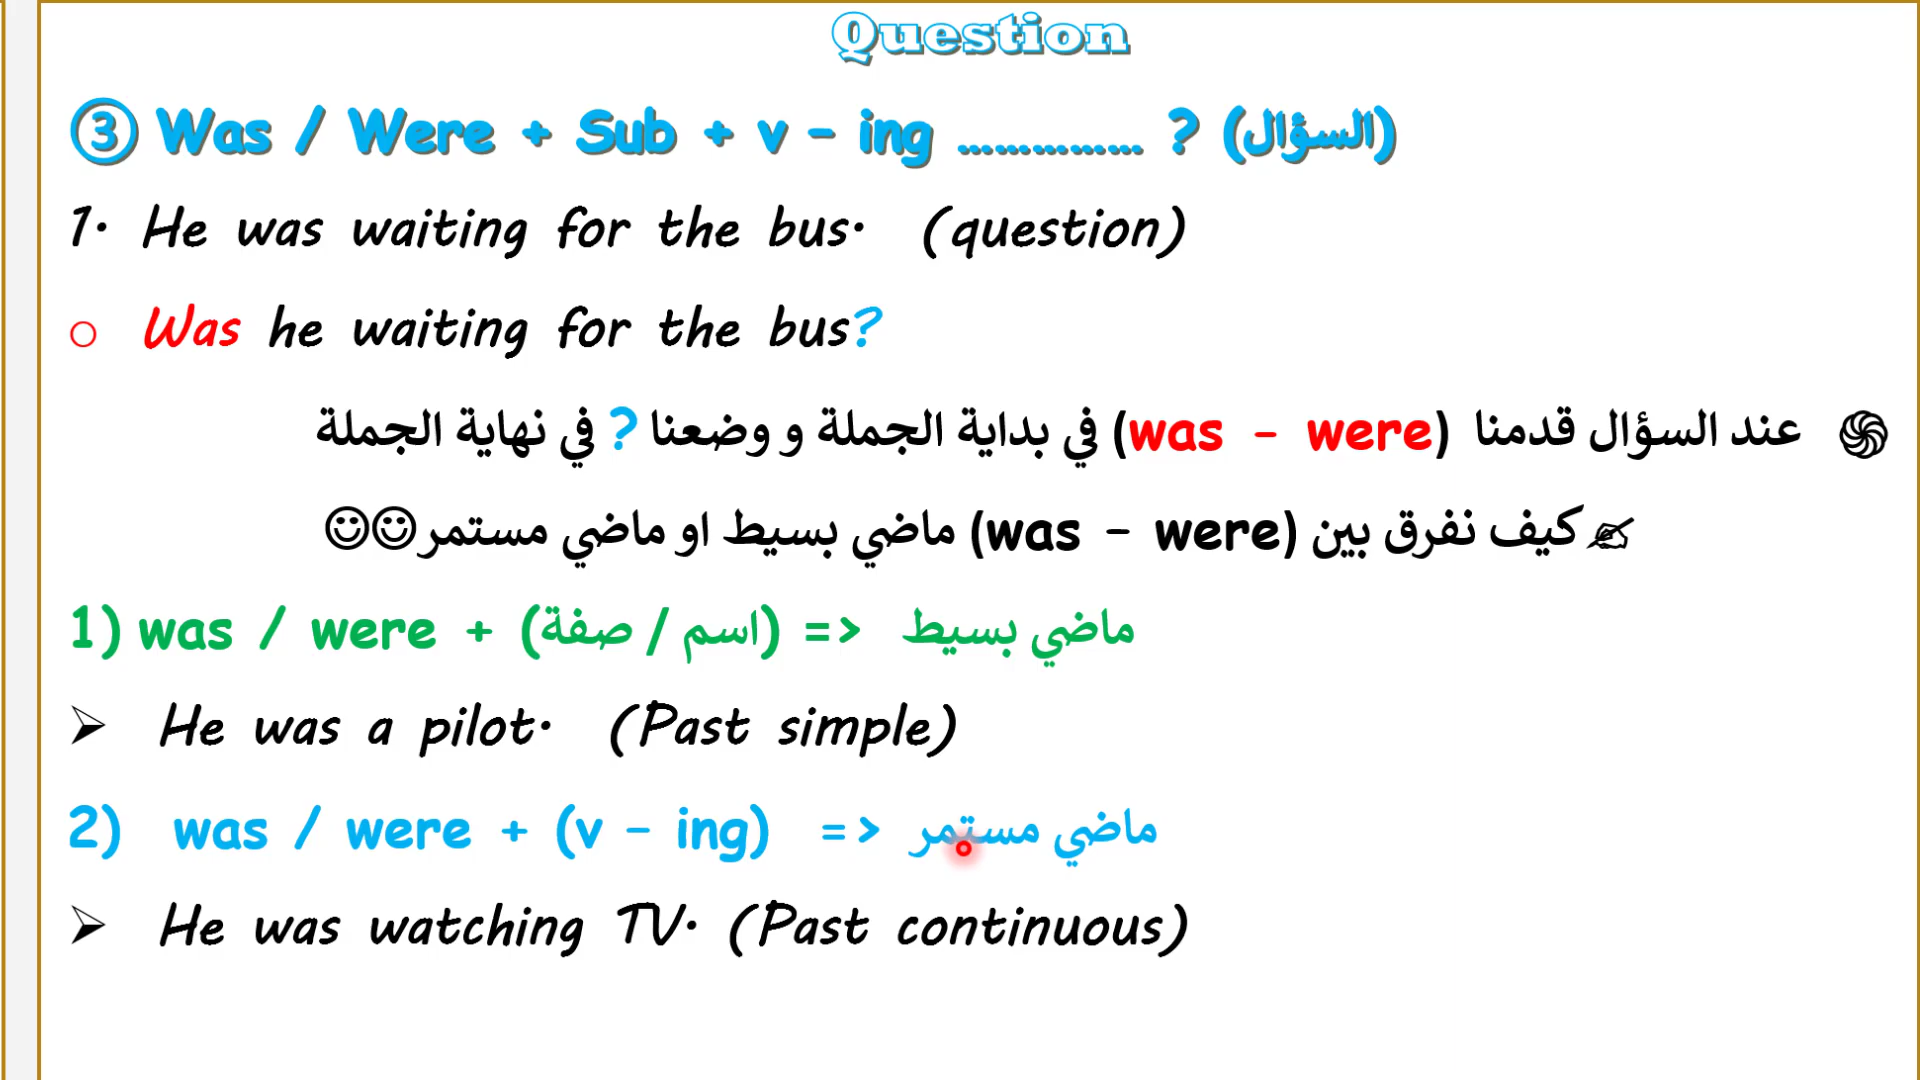 Question
③ Was / Were + Sub + v – ing …………… ? (السؤال)
1. He was waiting for the bus. (question)
o Was he waiting for the bus?
عند السؤال قدمنا (was – were) في بداية الجملة و وضعنا ? في نهاية الجملة
كيف نفرق بين (was – were) ماضي بسيط او ماضي مستمر☺☺
1) was / were + (اسم / صفة) => ماضي بسيط
➢ He was a pilot. (Past simple)
2) was / were + (v – ing) => ماضي مستمر
➢ He was watching TV. (Past continuous)